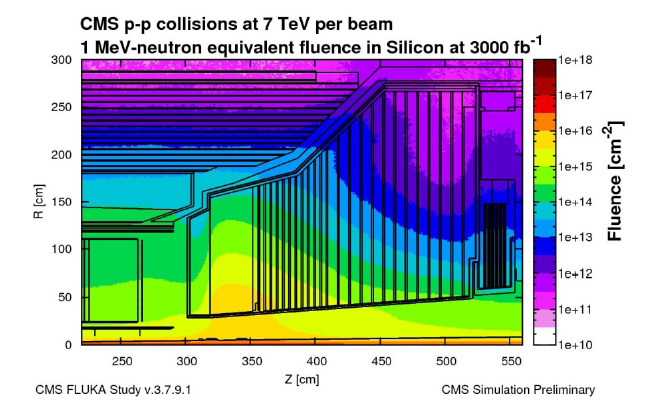 CMS p-p collisions at 7 TeV per beam
1 MeV-neutron equivalent fluence in Silicon at 3000 fb⁻¹
300
250
200
150
100
50
0
R [cm]
250
300
350
400
450
500
550
Z [cm]
1e+18
1e+17
1e+16
1e+15
1e+14
1e+13
1e+12
1e+11
1e+10
Fluence [cm⁻²]
CMS FLUKA Study v.3.7.9.1
CMS Simulation Preliminary